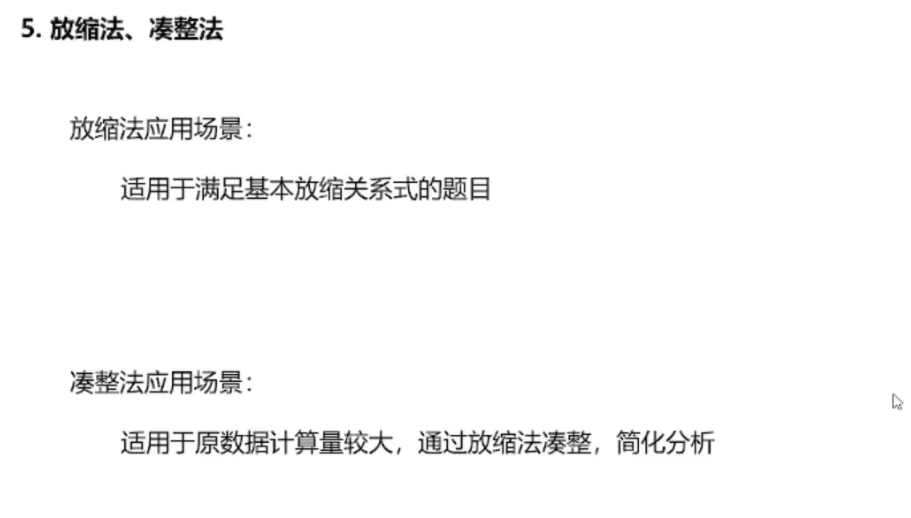 5. 放缩法、凑整法
放缩法应用场景：
适用于满足基本放缩关系式的题目
凑整法应用场景：
适用于原数据计算量较大，通过放缩法凑整，简化分析